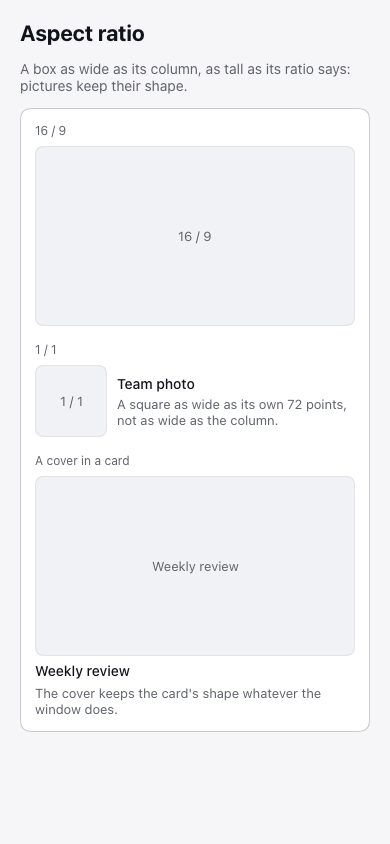 Aspect ratio
A box as wide as its column, as tall as its ratio says:
pictures keep their shape.
16 / 9
16 / 9
1 / 1
1 / 1
Team photo
A square as wide as its own 72 points,
not as wide as the column.
A cover in a card
Weekly review
Weekly review
The cover keeps the card's shape whatever the
window does.